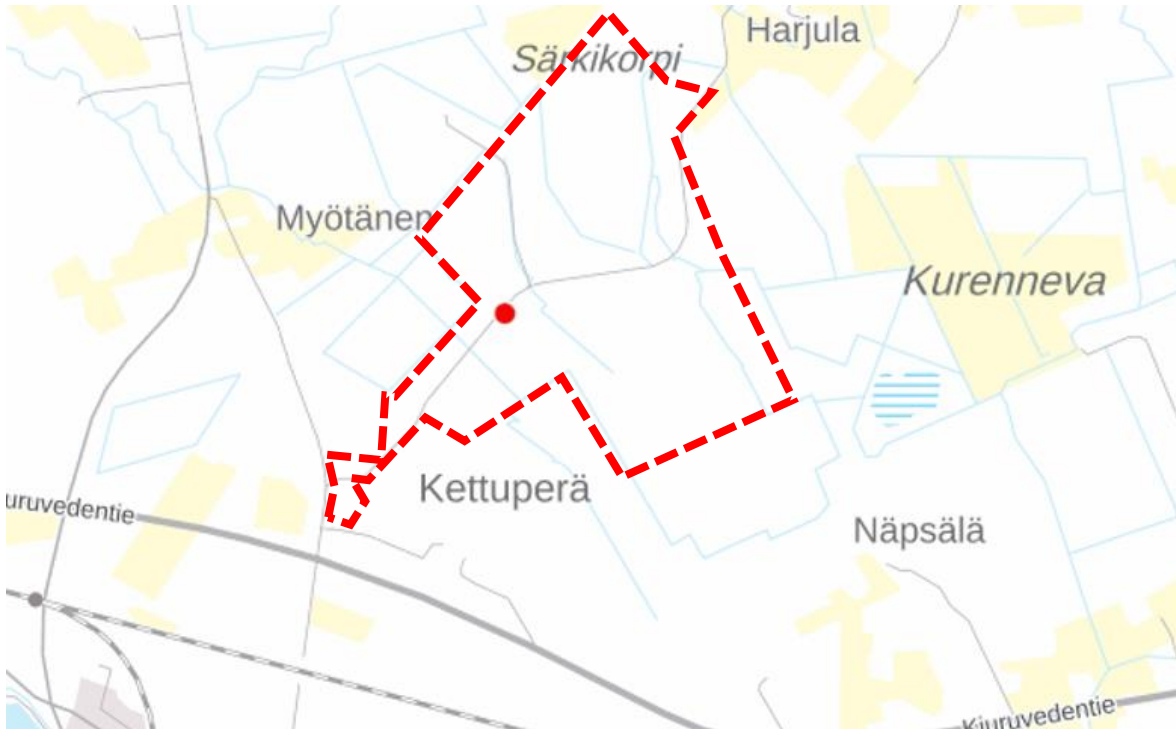 Harjula
Särkikorpi
Myötänen
Kurenneva
Kettuperä
uruvedentie
Näpsälä
Kiuruvedentie